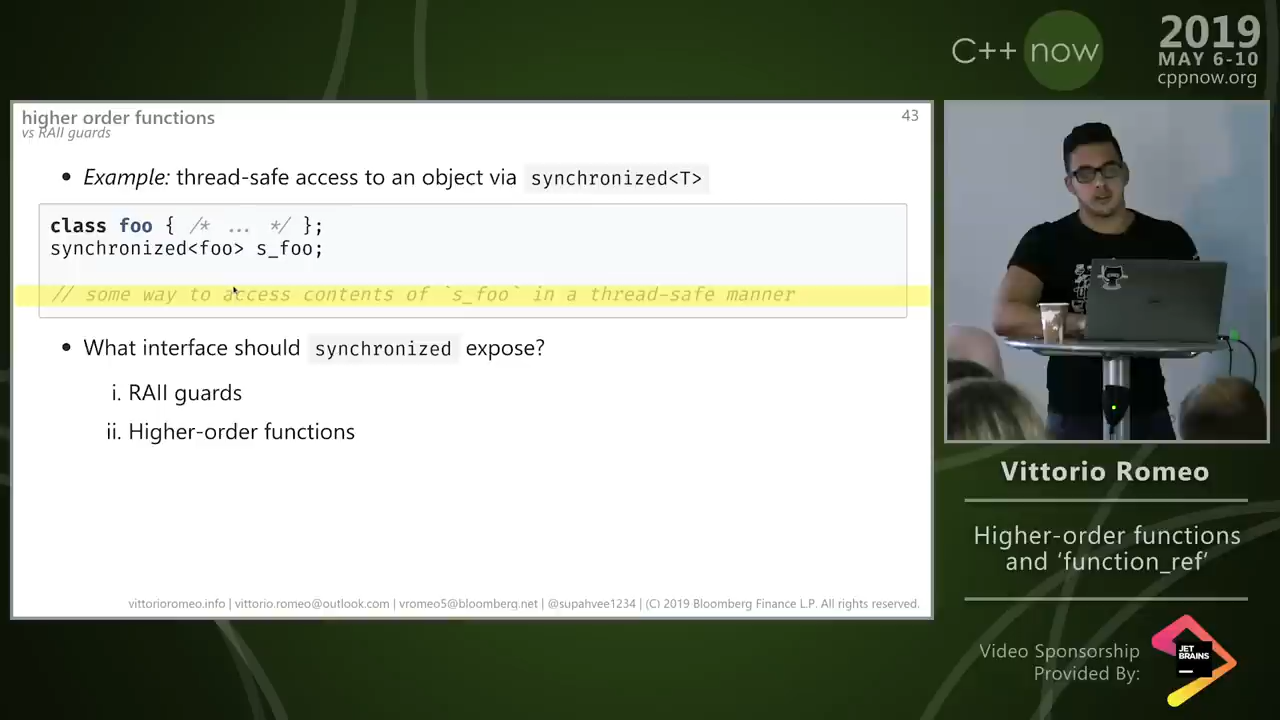 C++ now
2019
MAY 6-10
cppnow.org
higher order functions
vs RAII guards
43
• Example: thread-safe access to an object via synchronized<T>
class foo { /* ... */ };
synchronized<foo> s_foo;
// some way to access contents of `s_foo` in a thread-safe manner
• What interface should synchronized expose?
i. RAII guards
ii. Higher-order functions
vittorioromeo.info | vittorio.romeo@outlook.com | vromeo5@bloomberg.net | @supahvee1234 | (C) 2019 Bloomberg Finance L.P. All rights reserved.
Vittorio Romeo
Higher-order functions
and ‘function_ref’
Video Sponsorship
Provided By:
JET
BRAINS